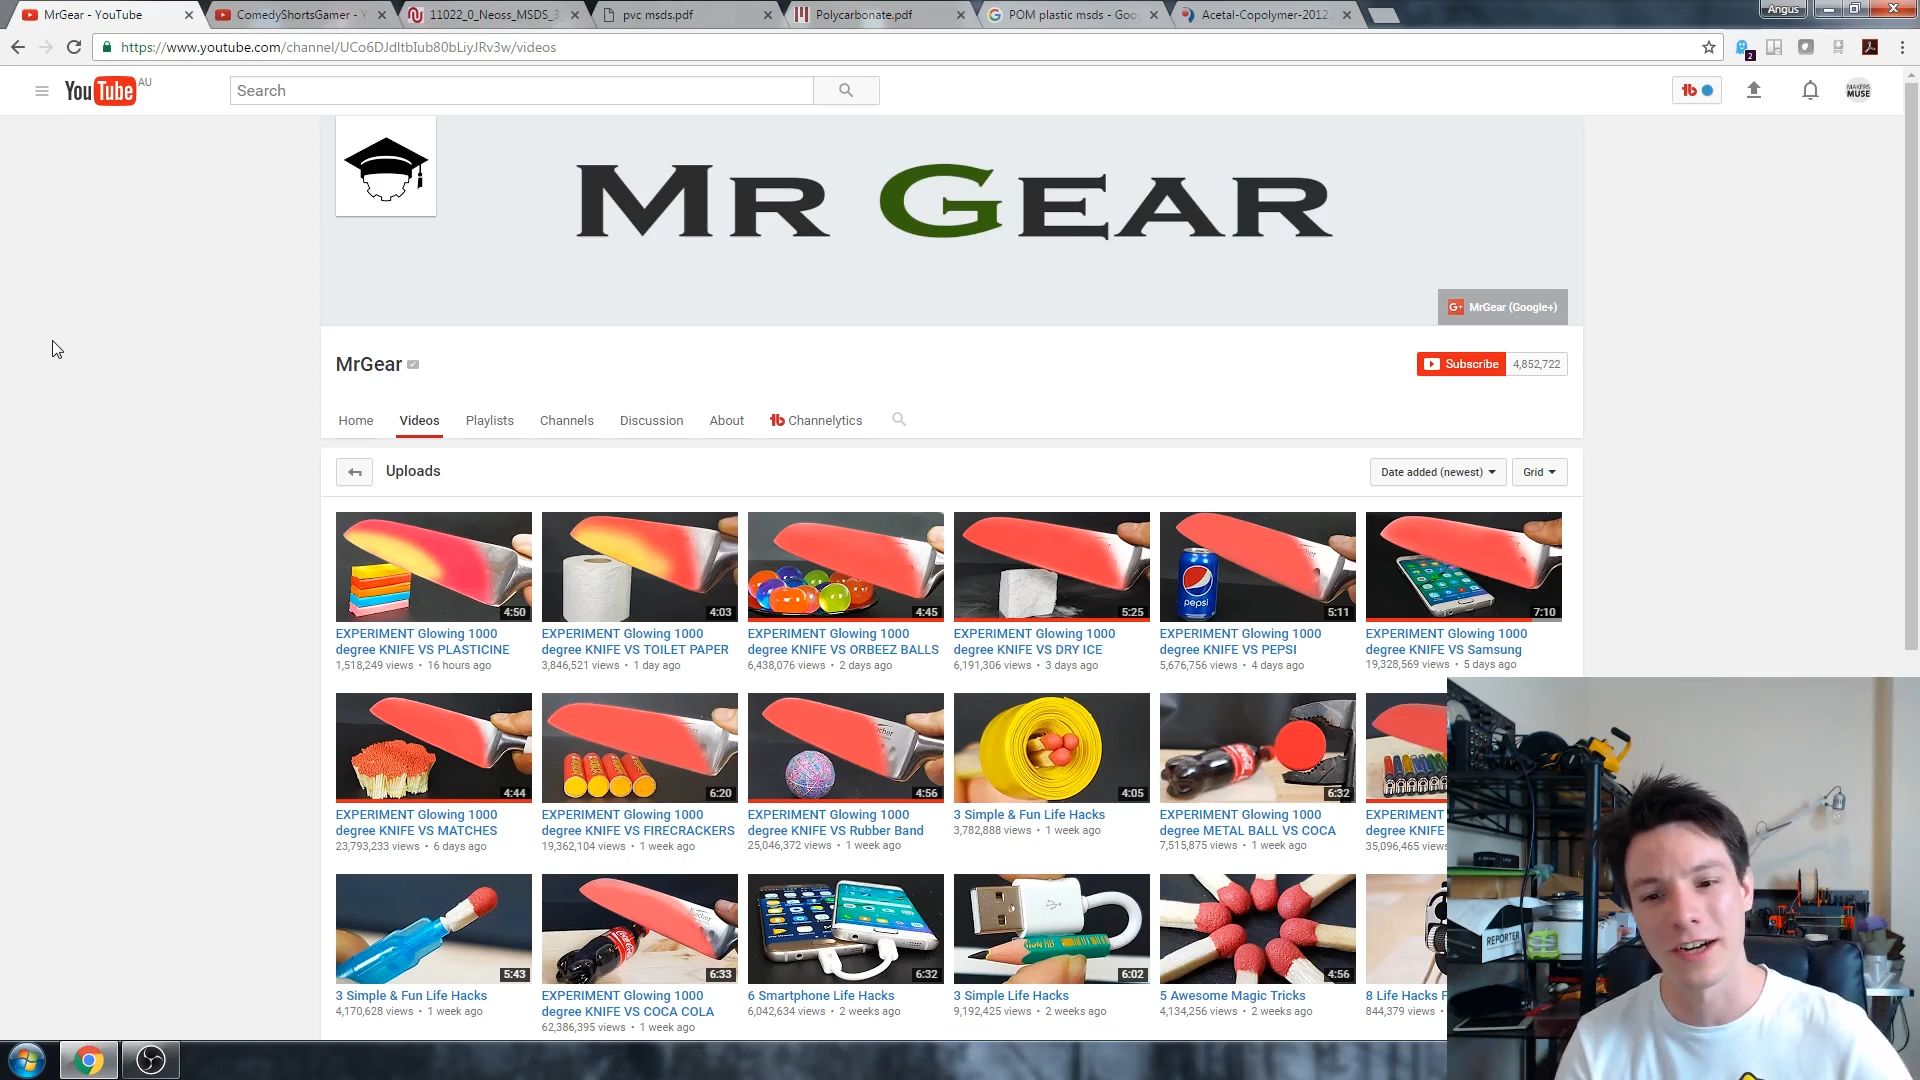 MrGear - YouTube
ComedyShortsGamer - Y
11022_0_Neoss_MSDS_3
pvc msds.pdf
Polycarbonate.pdf
POM plastic msds - Goo
Acetal-Copolymer-2012.
Angus
https://www.youtube.com/channel/UCo6DJdltbIub80bLiyJRv3w/videos
2
YouTube AU
Search
MAKERS
MUSE
MR GEAR
G+ MrGear (Google+)
MrGear
Subscribe 4,852,722
Home Videos Playlists Channels Discussion About Channelytics
Uploads
Date added (newest) Grid
pepsi
4:50 4:03 4:45 5:25 5:11 7:10
EXPERIMENT Glowing 1000
degree KNIFE VS PLASTICINE
1,518,249 views • 16 hours ago
EXPERIMENT Glowing 1000
degree KNIFE VS TOILET PAPER
3,846,521 views • 1 day ago
EXPERIMENT Glowing 1000
degree KNIFE VS ORBEEZ BALLS
6,438,076 views • 2 days ago
EXPERIMENT Glowing 1000
degree KNIFE VS DRY ICE
6,191,306 views • 3 days ago
EXPERIMENT Glowing 1000
degree KNIFE VS PEPSI
5,676,756 views • 4 days ago
EXPERIMENT Glowing 1000
degree KNIFE VS Samsung
19,328,569 views • 5 days ago
4:44 6:20 4:56 4:05 6:32
EXPERIMENT Glowing 1000
degree KNIFE VS MATCHES
23,793,233 views • 6 days ago
EXPERIMENT Glowing 1000
degree KNIFE VS FIRECRACKERS
19,362,104 views • 1 week ago
EXPERIMENT Glowing 1000
degree KNIFE VS Rubber Band
25,046,372 views • 1 week ago
3 Simple & Fun Life Hacks
3,782,888 views • 1 week ago
EXPERIMENT Glowing 1000
degree METAL BALL VS COCA
7,515,875 views • 1 week ago
EXPERIMENT
degree KNIFE
35,096,465 views
5:43 6:33 6:32 6:02 4:56
3 Simple & Fun Life Hacks
4,170,628 views • 1 week ago
EXPERIMENT Glowing 1000
degree KNIFE VS COCA COLA
62,386,395 views • 1 week ago
6 Smartphone Life Hacks
6,042,634 views • 2 weeks ago
3 Simple Life Hacks
9,192,425 views • 2 weeks ago
5 Awesome Magic Tricks
4,134,256 views • 2 weeks ago
8 Life Hacks F
844,379 views •
REPORTER